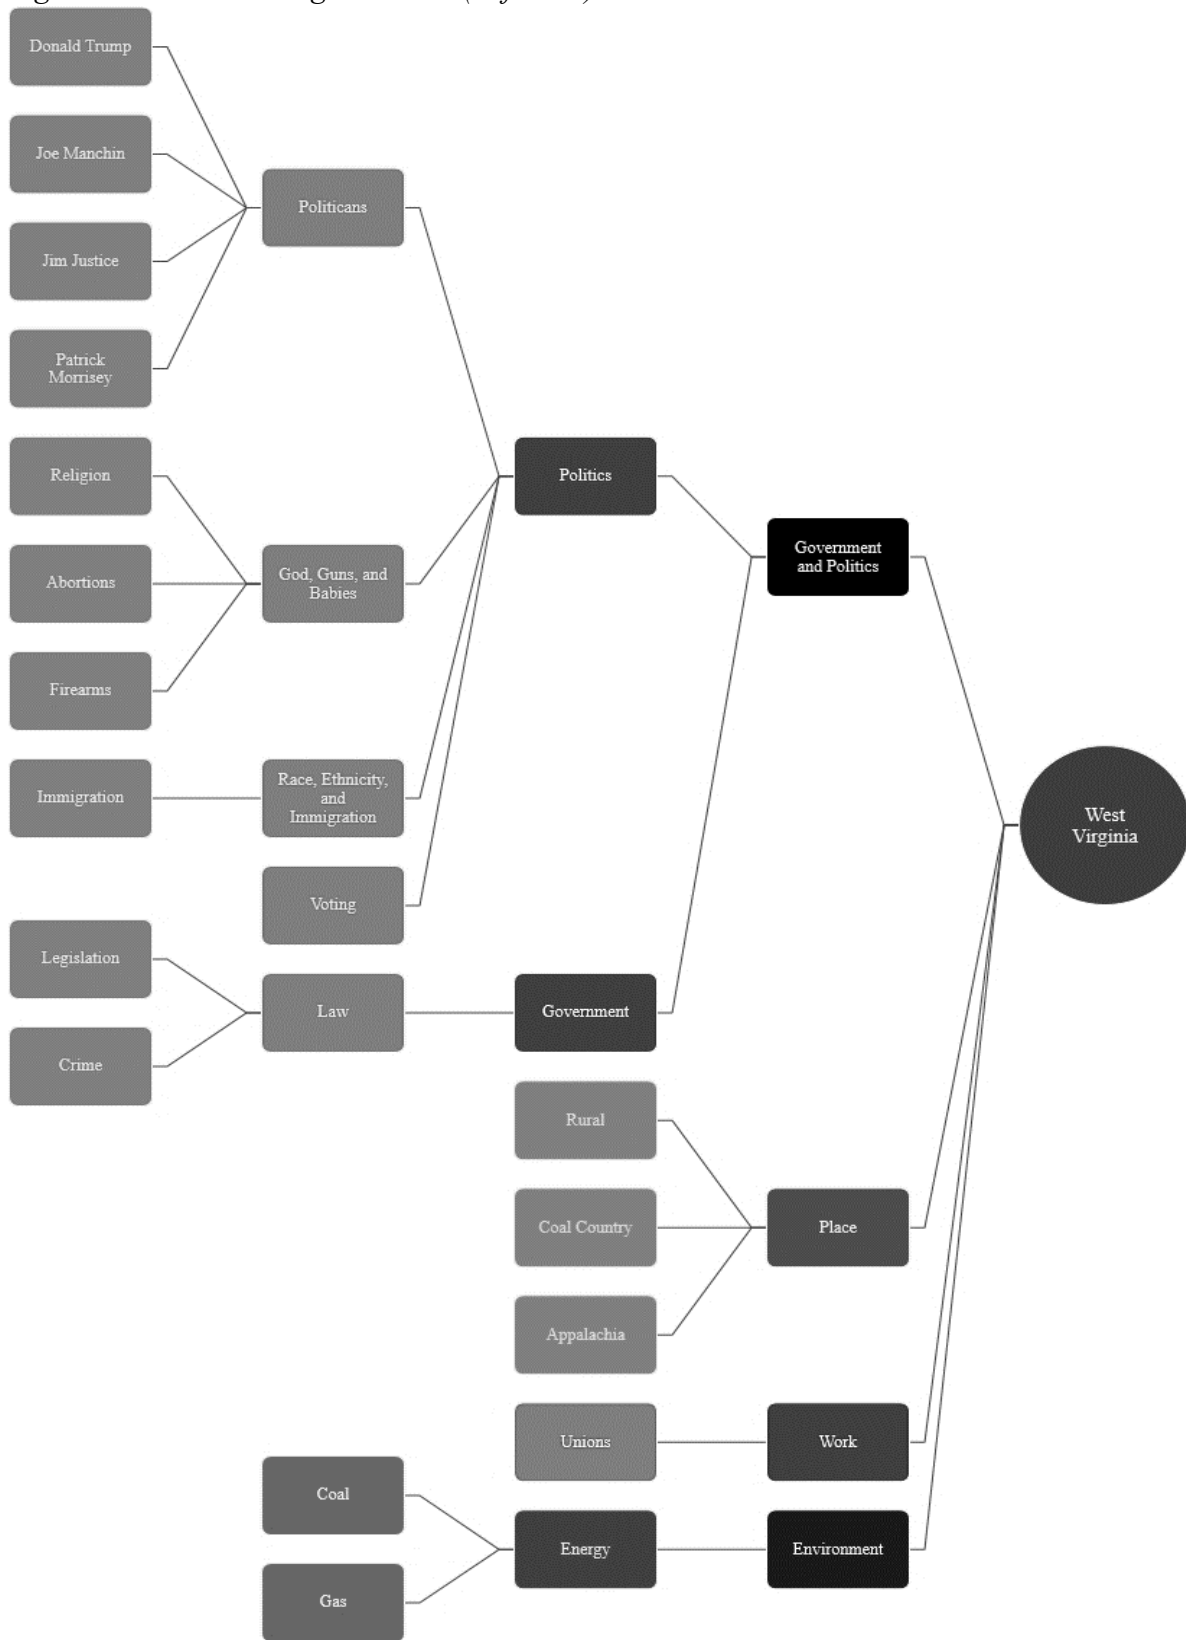 Donald Trump
Joe Manchin
Politicans
Jim Justice
Patrick
Morrisey
Religion
Politics
Government
and Politics
Abortions
God, Guns, and
Babies
Firearms
Immigration
Race, Ethnicity,
and
Immigration
West
Virginia
Voting
Legislation
Law
Government
Crime
Rural
Coal Country
Place
Appalachia
Unions
Work
Coal
Energy
Environment
Gas